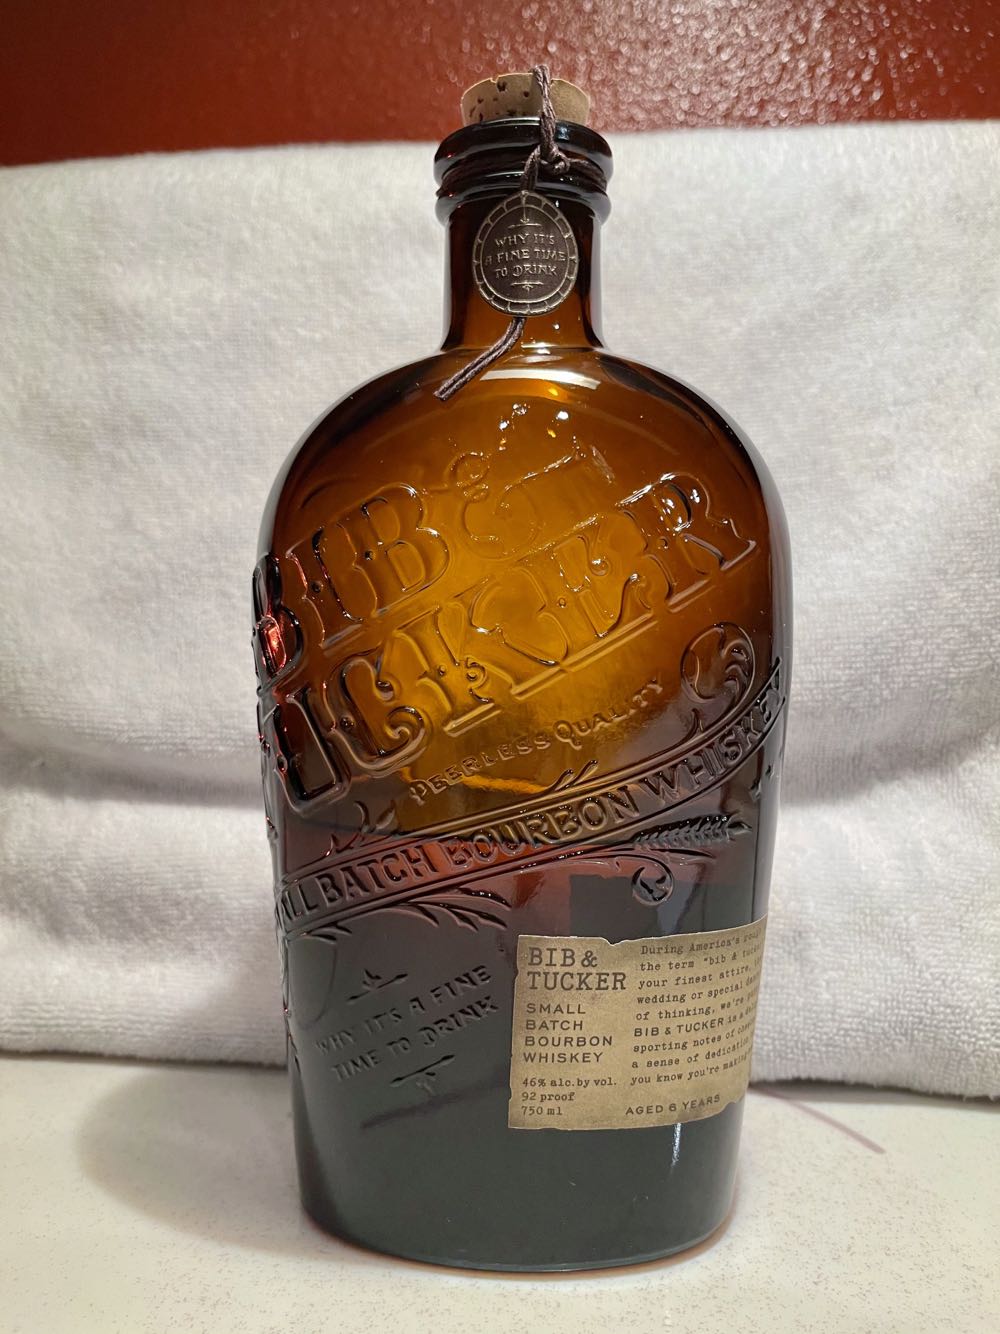 WHY IT'S
A FINE TIME
TO DRINK
BIB &
TUCKER
PEERLESS QUALITY
SMALL BATCH BOURBON WHISKEY
WHY IT'S A FINE
TIME TO DRINK
BIB &
TUCKER
SMALL
BATCH
BOURBON
WHISKEY
46% alc. by vol.
92 proof
750 ml
During America's
the term "bib &
your finest attire,
wedding or special
of thinking, we're
BIB & TUCKER is a
sporting notes of
a sense of dedication
you know you're making
AGED 6 YEARS